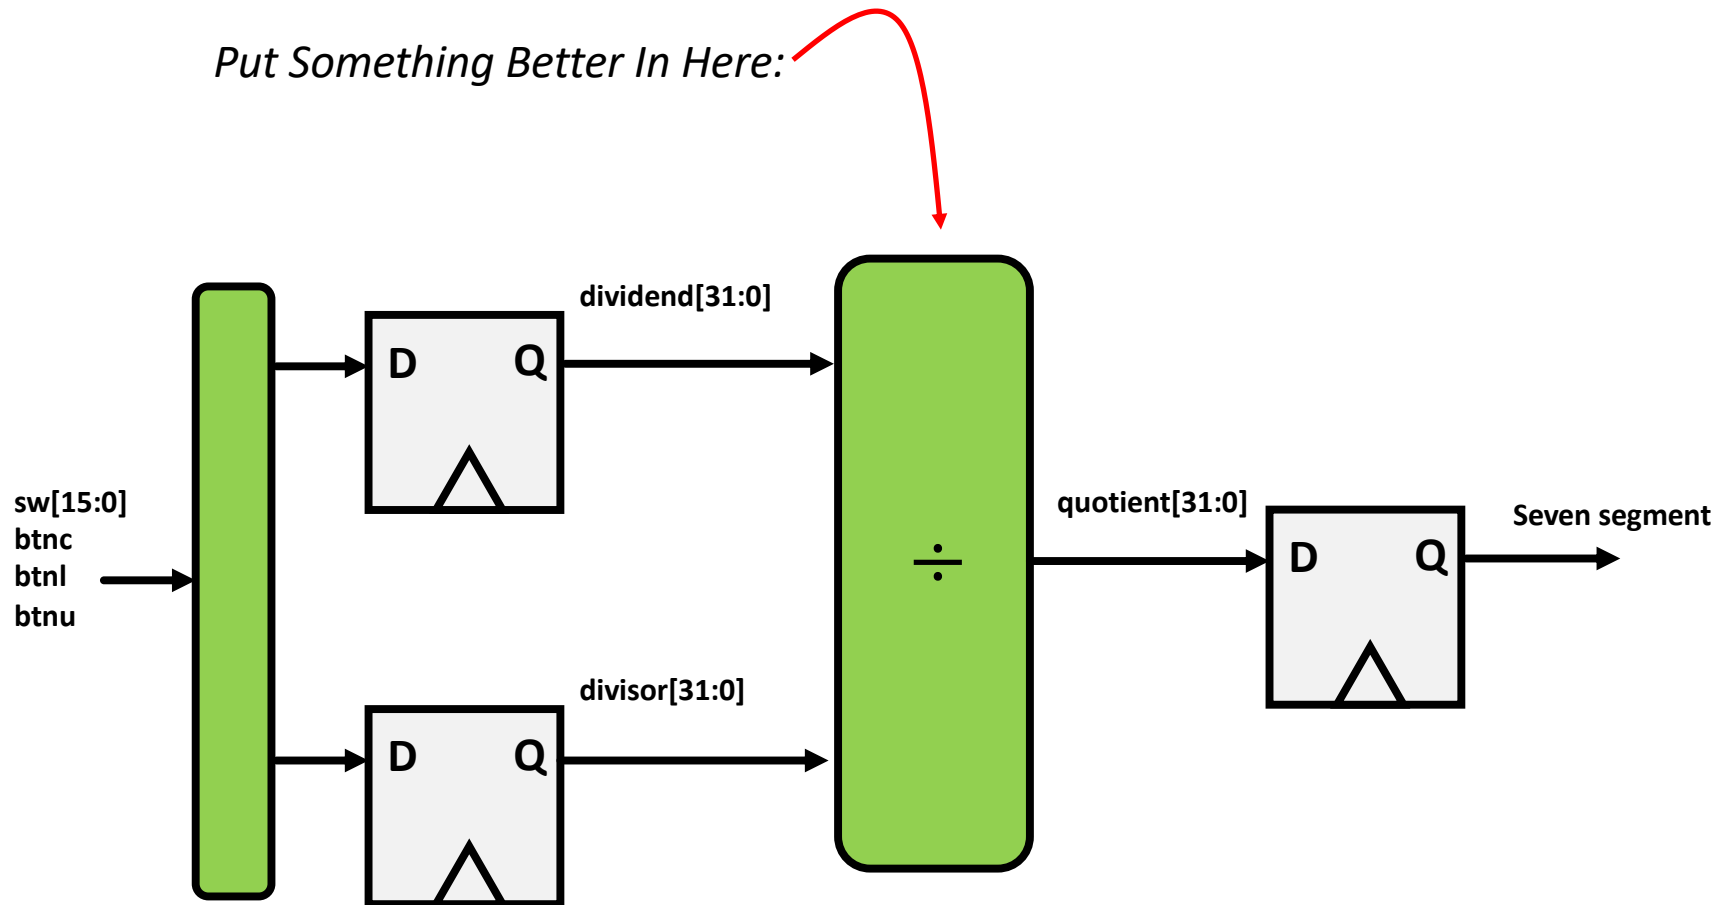 Put Something Better In Here:
dividend[31:0]
D Q
sw[15:0]
btnc
btnl
btnu
quotient[31:0]
Seven segment
D Q
÷
divisor[31:0]
D Q